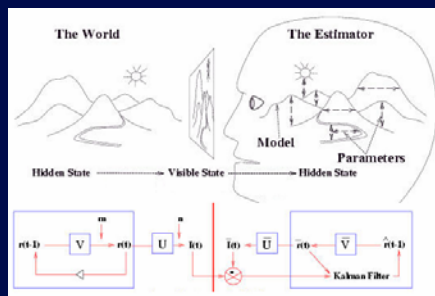 The World
The Estimator
Model
Parameters
Hidden State
Visible State
Hidden State
m
n
r(t-1)
V
r(t)
U
I(t)
I(t)
U
r(t)
V
r(t-1)
Kalman Filter